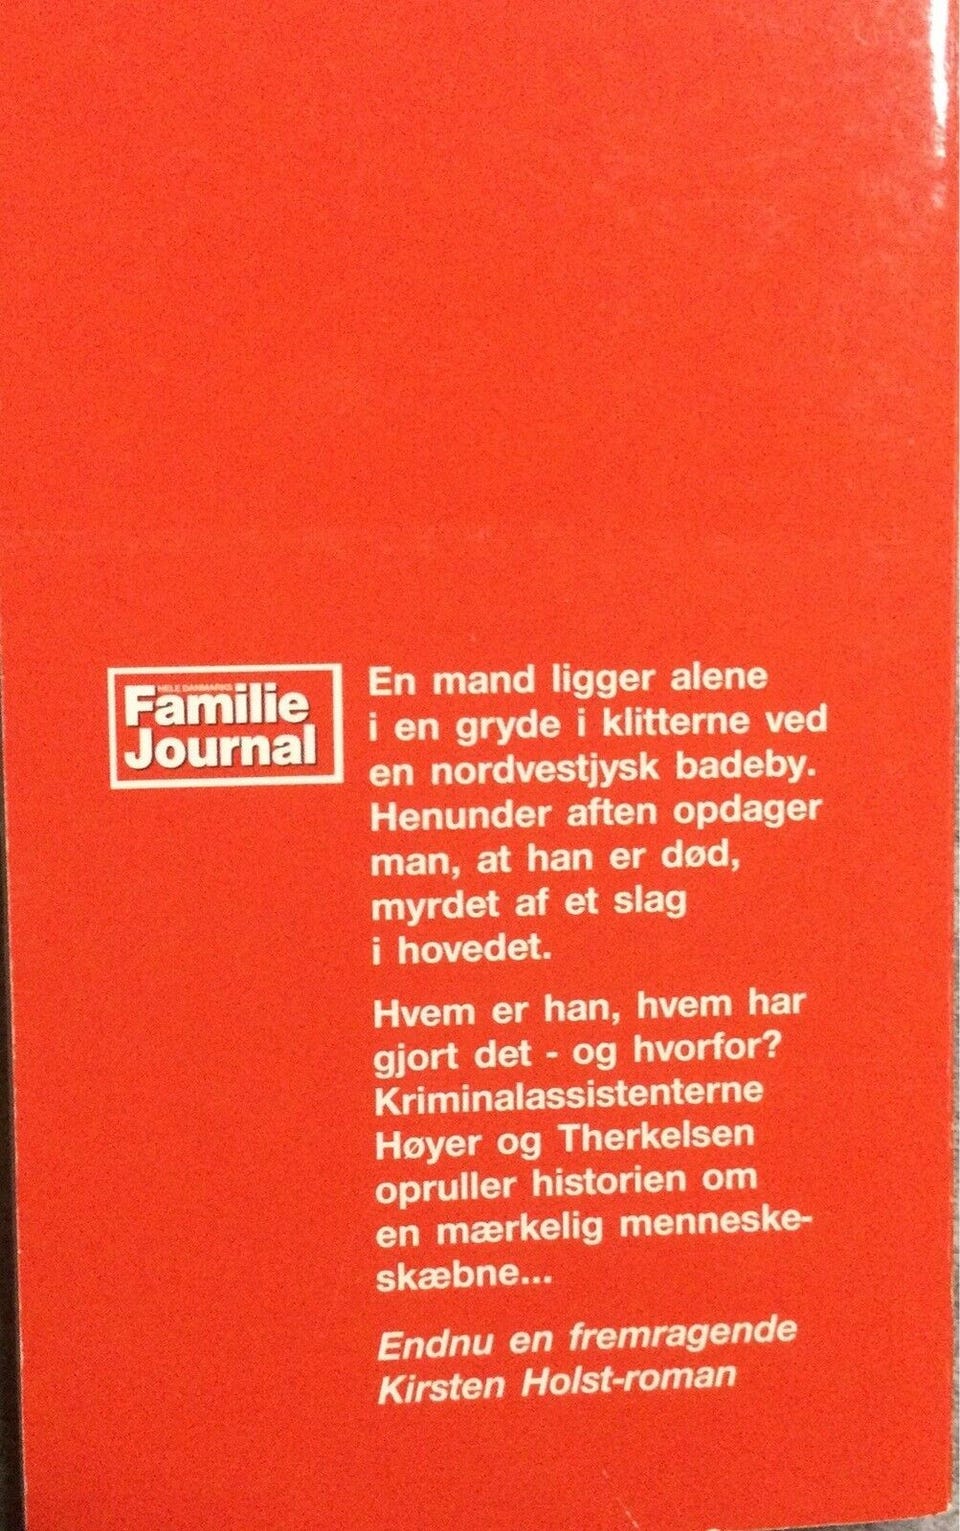 HELE DANMARKS
Familie
Journal
En mand ligger alene
i en gryde i klitterne ved
en nordvestjysk badeby.
Henunder aften opdager
man, at han er død,
myrdet af et slag
i hovedet.
Hvem er han, hvem har
gjort det - og hvorfor?
Kriminalassistenterne
Høyer og Therkelsen
opruller historien om
en mærkelig menneske-
skæbne...
Endnu en fremragende
Kirsten Holst-roman